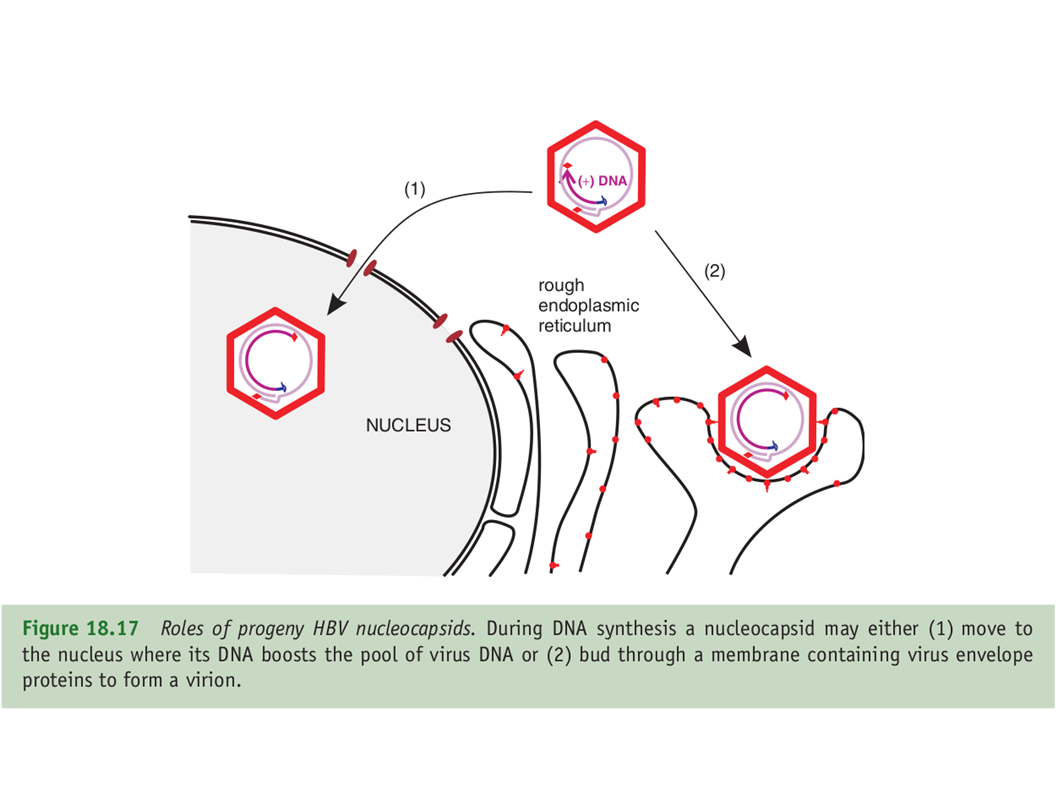 (+) DNA
(1)
(2)
rough
endoplasmic
reticulum
NUCLEUS
Figure 18.17 Roles of progeny HBV nucleocapsids. During DNA synthesis a nucleocapsid may either (1) move to
the nucleus where its DNA boosts the pool of virus DNA or (2) bud through a membrane containing virus envelope
proteins to form a virion.